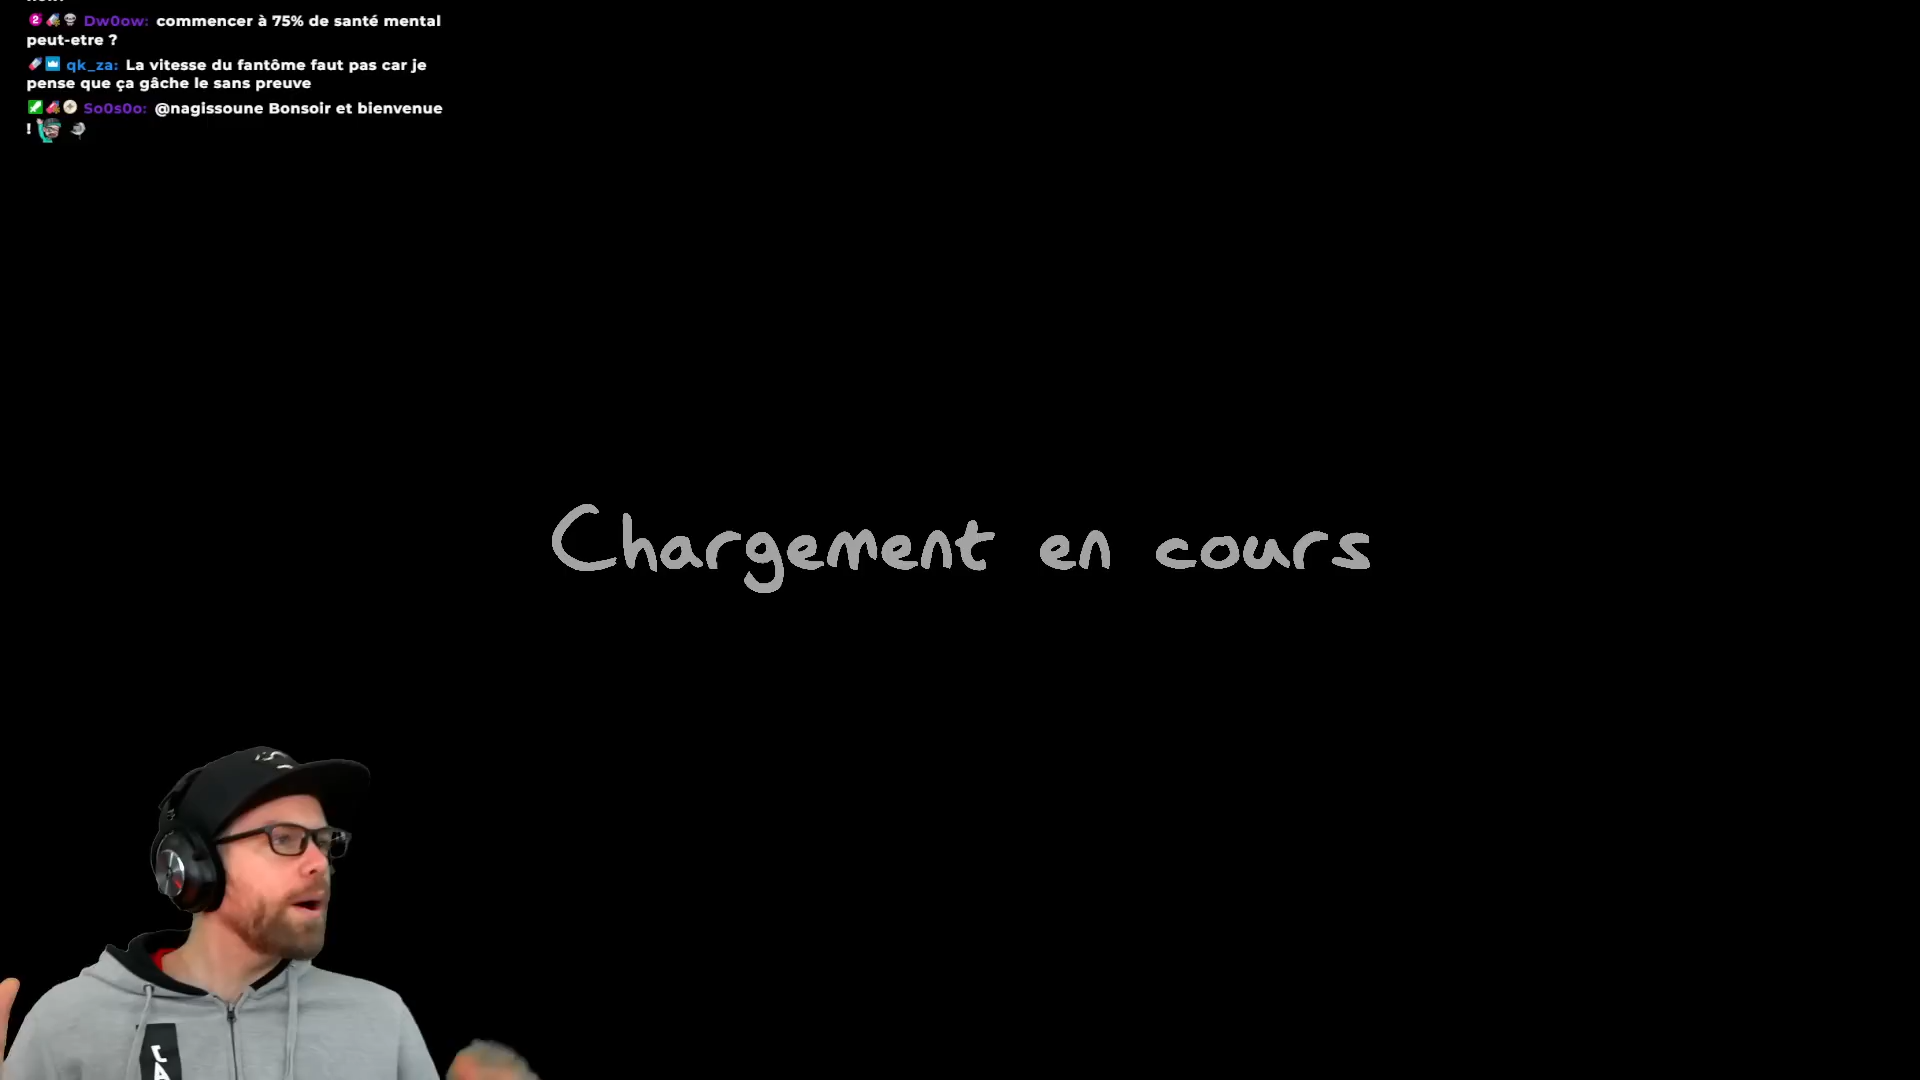 Dw0ow: commencer à 75% de santé mental
peut-etre ?
qk_za: La vitesse du fantôme faut pas car je
pense que ça gâche le sans preuve
So0s0o: @nagissoune Bonsoir et bienvenue
!
Chargement en cours